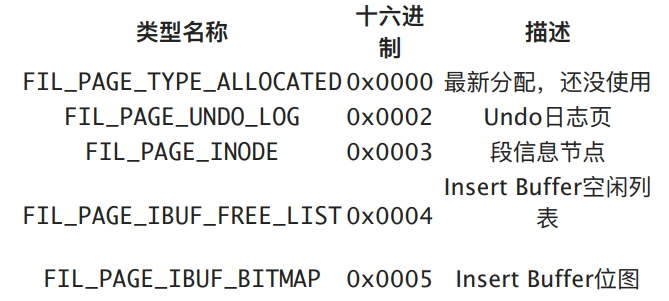 类型名称 十六进制 描述
FIL_PAGE_TYPE_ALLOCATED 0x0000 最新分配，还没使用
FIL_PAGE_UNDO_LOG 0x0002 Undo日志页
FIL_PAGE_INODE 0x0003 段信息节点
FIL_PAGE_IBUF_FREE_LIST 0x0004 Insert Buffer空闲列表
FIL_PAGE_IBUF_BITMAP 0x0005 Insert Buffer位图